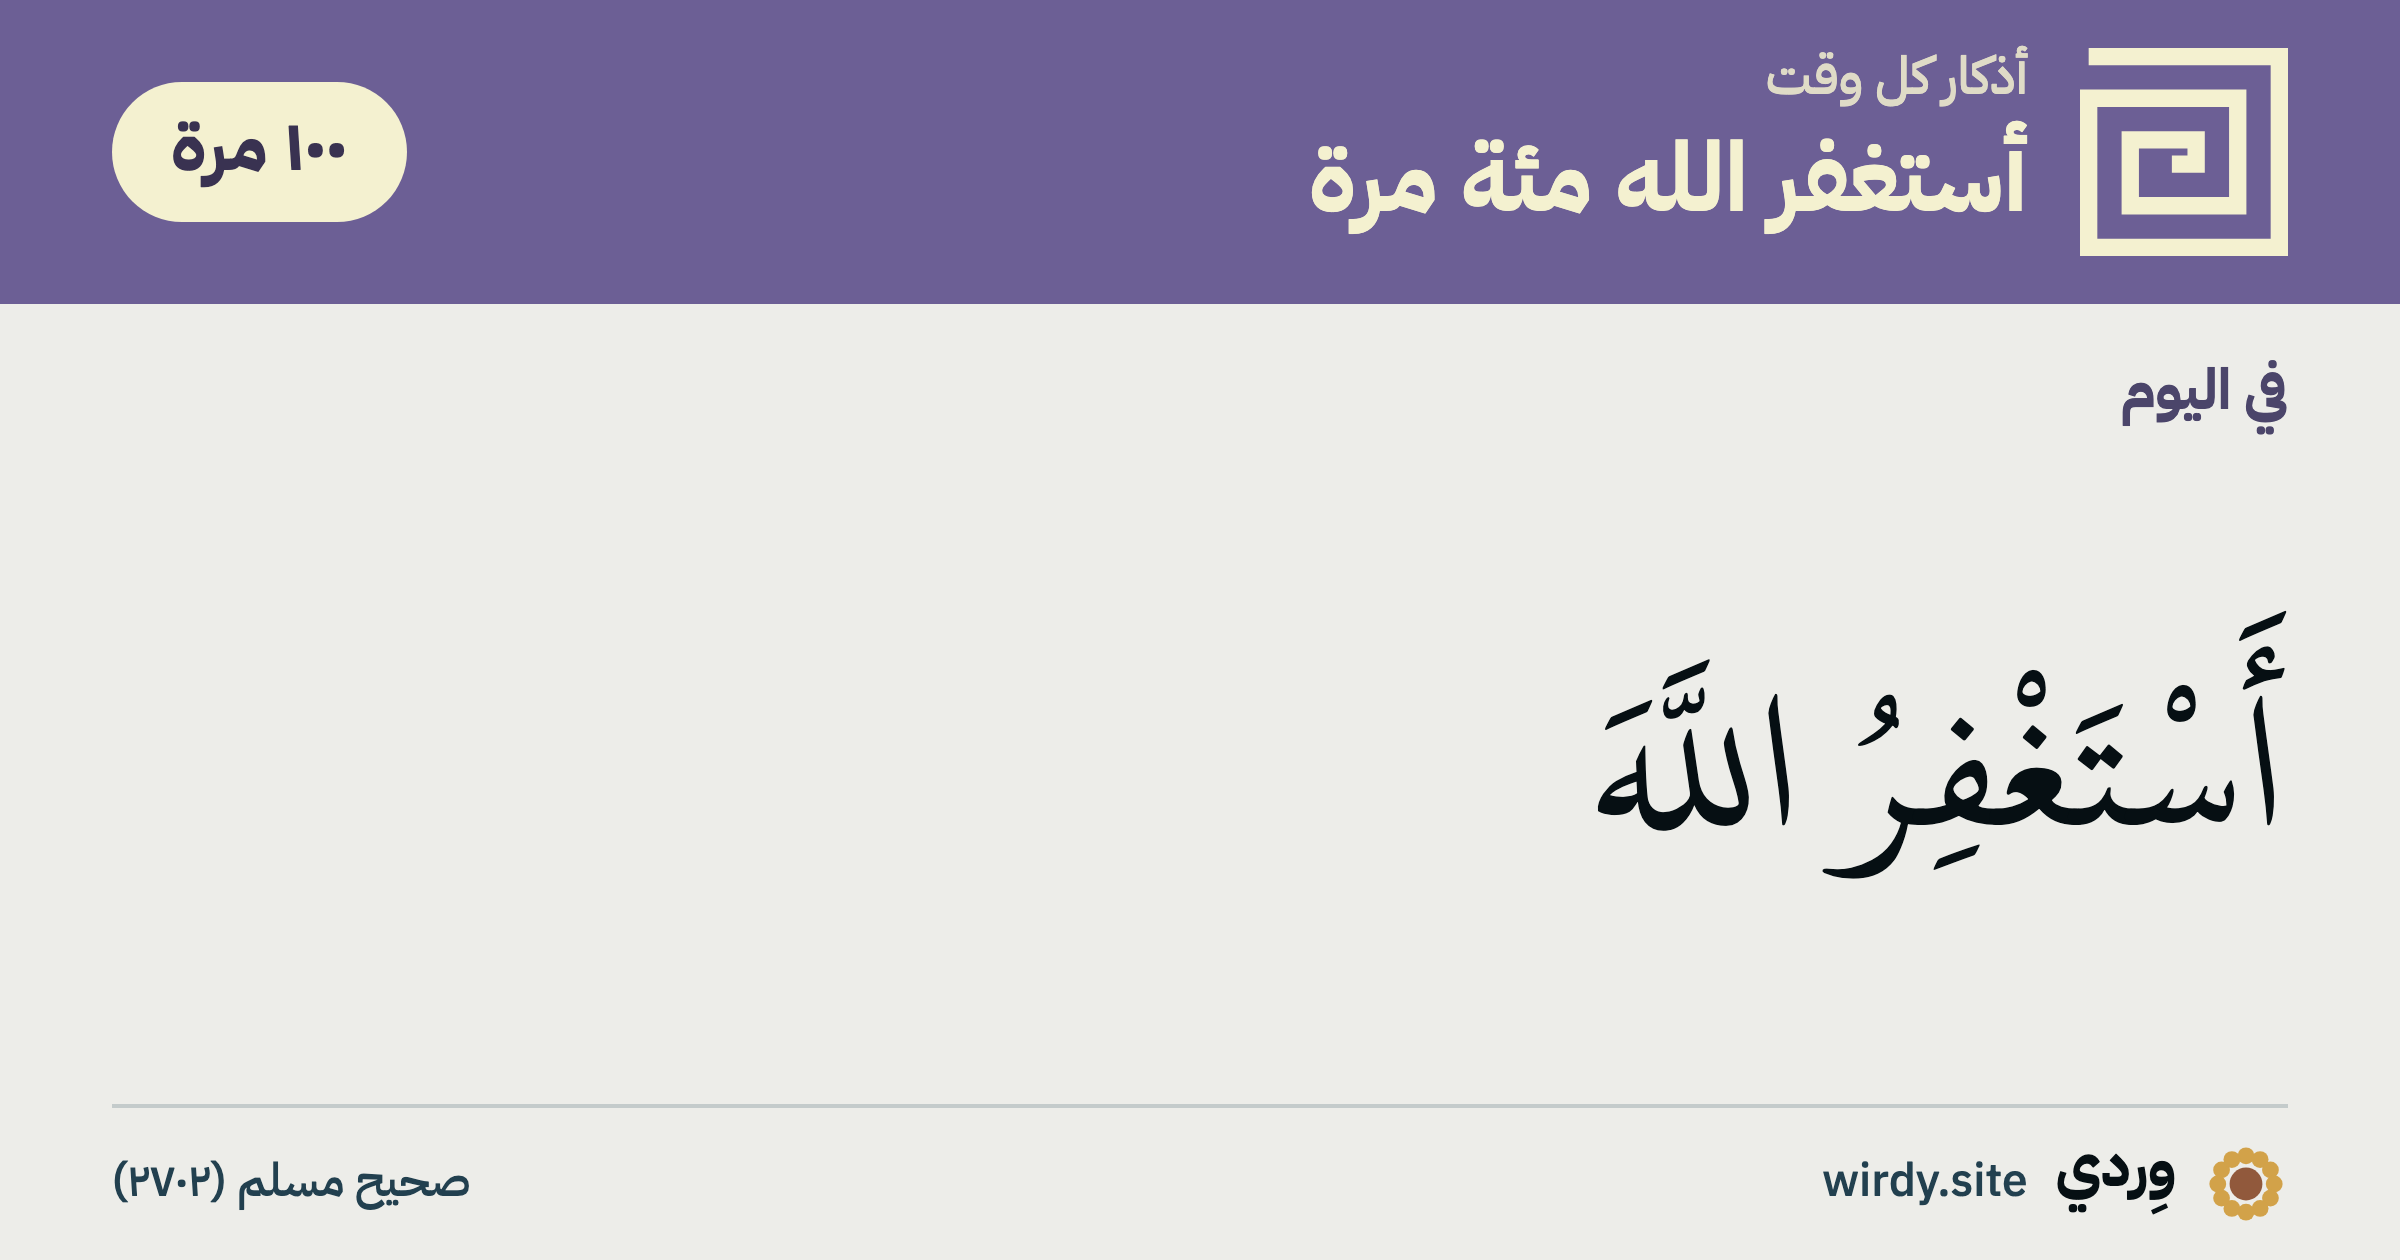 أذكار كل وقت
أستغفر الله مئة مرة
١٠٠ مرة
في اليوم
أَسْتَغْفِرُ اللَّهَ
وِردي wirdy.site
صحيح مسلم (٢٧٠٢)